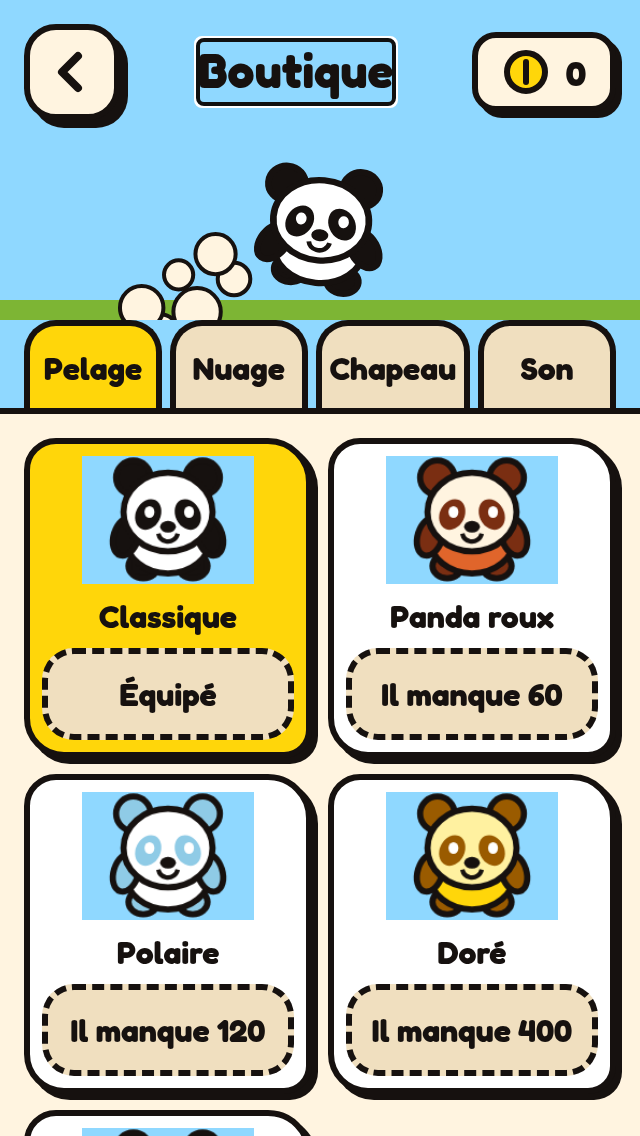 Boutique
0
Pelage
Nuage
Chapeau
Son
Classique
Panda roux
Équipé
Il manque 60
Polaire
Doré
Il manque 120
Il manque 400